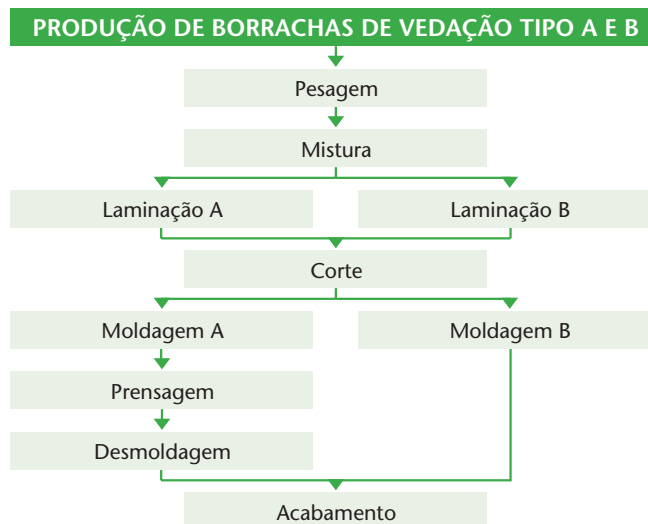 PRODUÇÃO DE BORRACHAS DE VEDAÇÃO TIPO A E B
Pesagem
Mistura
Laminação A
Laminação B
Corte
Moldagem A
Moldagem B
Prensagem
Desmoldagem
Acabamento